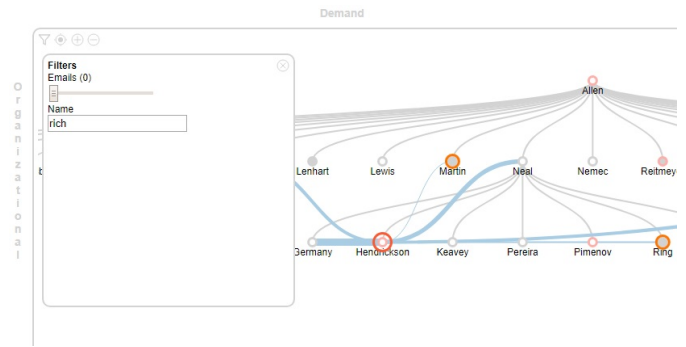 Demand
Organizational
Filters
Emails (0)
Name
rich
Allen
Lenhart
Lewis
Martin
Neal
Nemec
Germany
Hendrickson
Keavey
Pereira
Pimenov
Ring